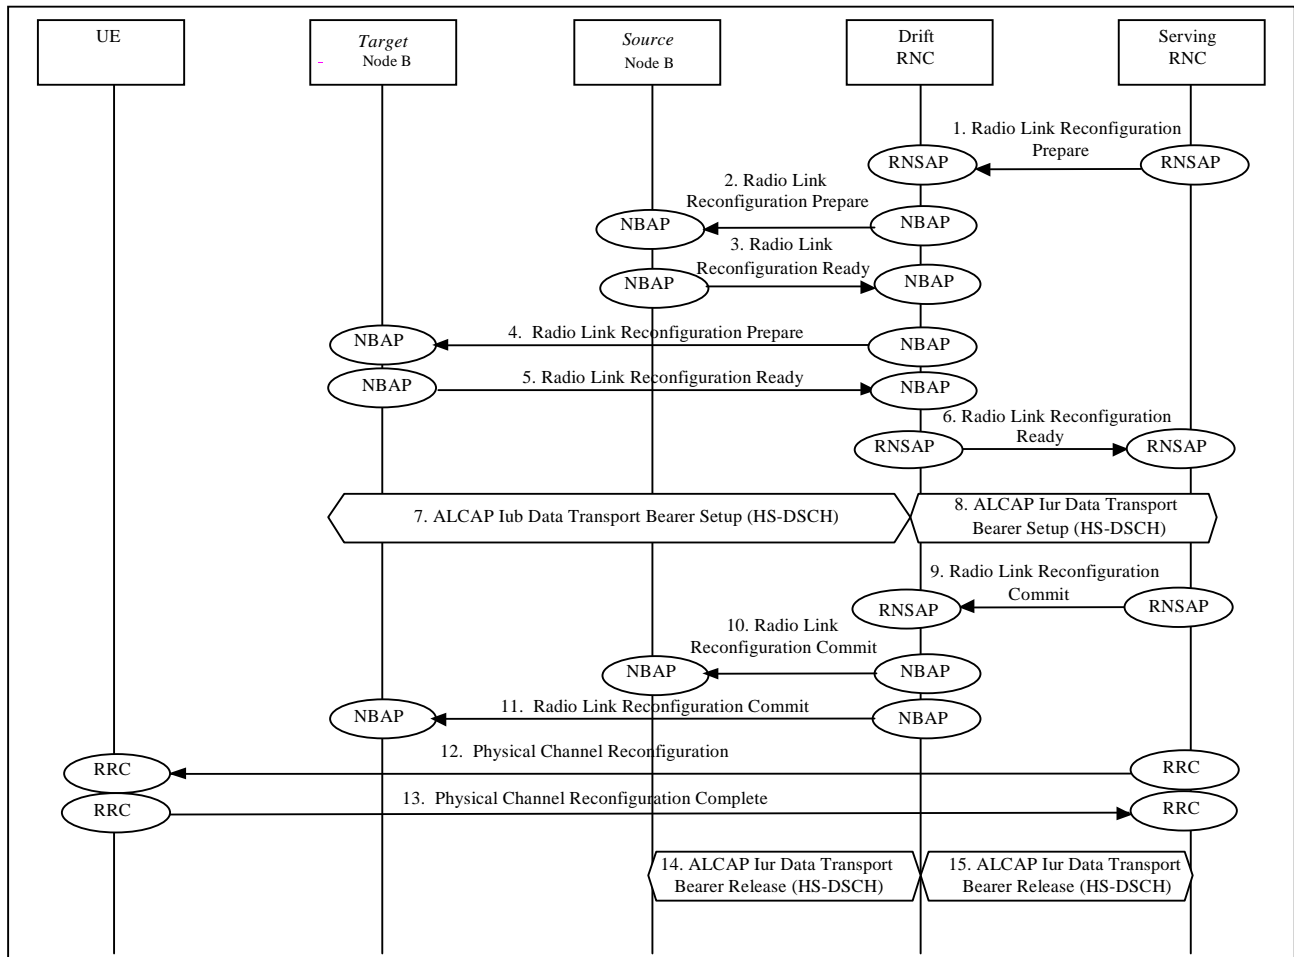 UE
Target
- Node B
Source
Node B
Drift
RNC
Serving
RNC
1. Radio Link Reconfiguration
Prepare
RNSAP
RNSAP
2. Radio Link
Reconfiguration Prepare
NBAP
NBAP
3. Radio Link
Reconfiguration Ready
NBAP
NBAP
4. Radio Link Reconfiguration Prepare
NBAP
NBAP
5. Radio Link Reconfiguration Ready
NBAP
NBAP
6. Radio Link Reconfiguration
Ready
RNSAP
RNSAP
7. ALCAP Iub Data Transport Bearer Setup (HS-DSCH)
8. ALCAP Iur Data Transport
Bearer Setup (HS-DSCH)
9. Radio Link Reconfiguration
Commit
RNSAP
RNSAP
10. Radio Link
Reconfiguration Commit
NBAP
NBAP
11. Radio Link Reconfiguration Commit
NBAP
NBAP
12. Physical Channel Reconfiguration
RRC
RRC
13. Physical Channel Reconfiguration Complete
RRC
RRC
14. ALCAP Iur Data Transport
Bearer Release (HS-DSCH)
15. ALCAP Iur Data Transport
Bearer Release (HS-DSCH)